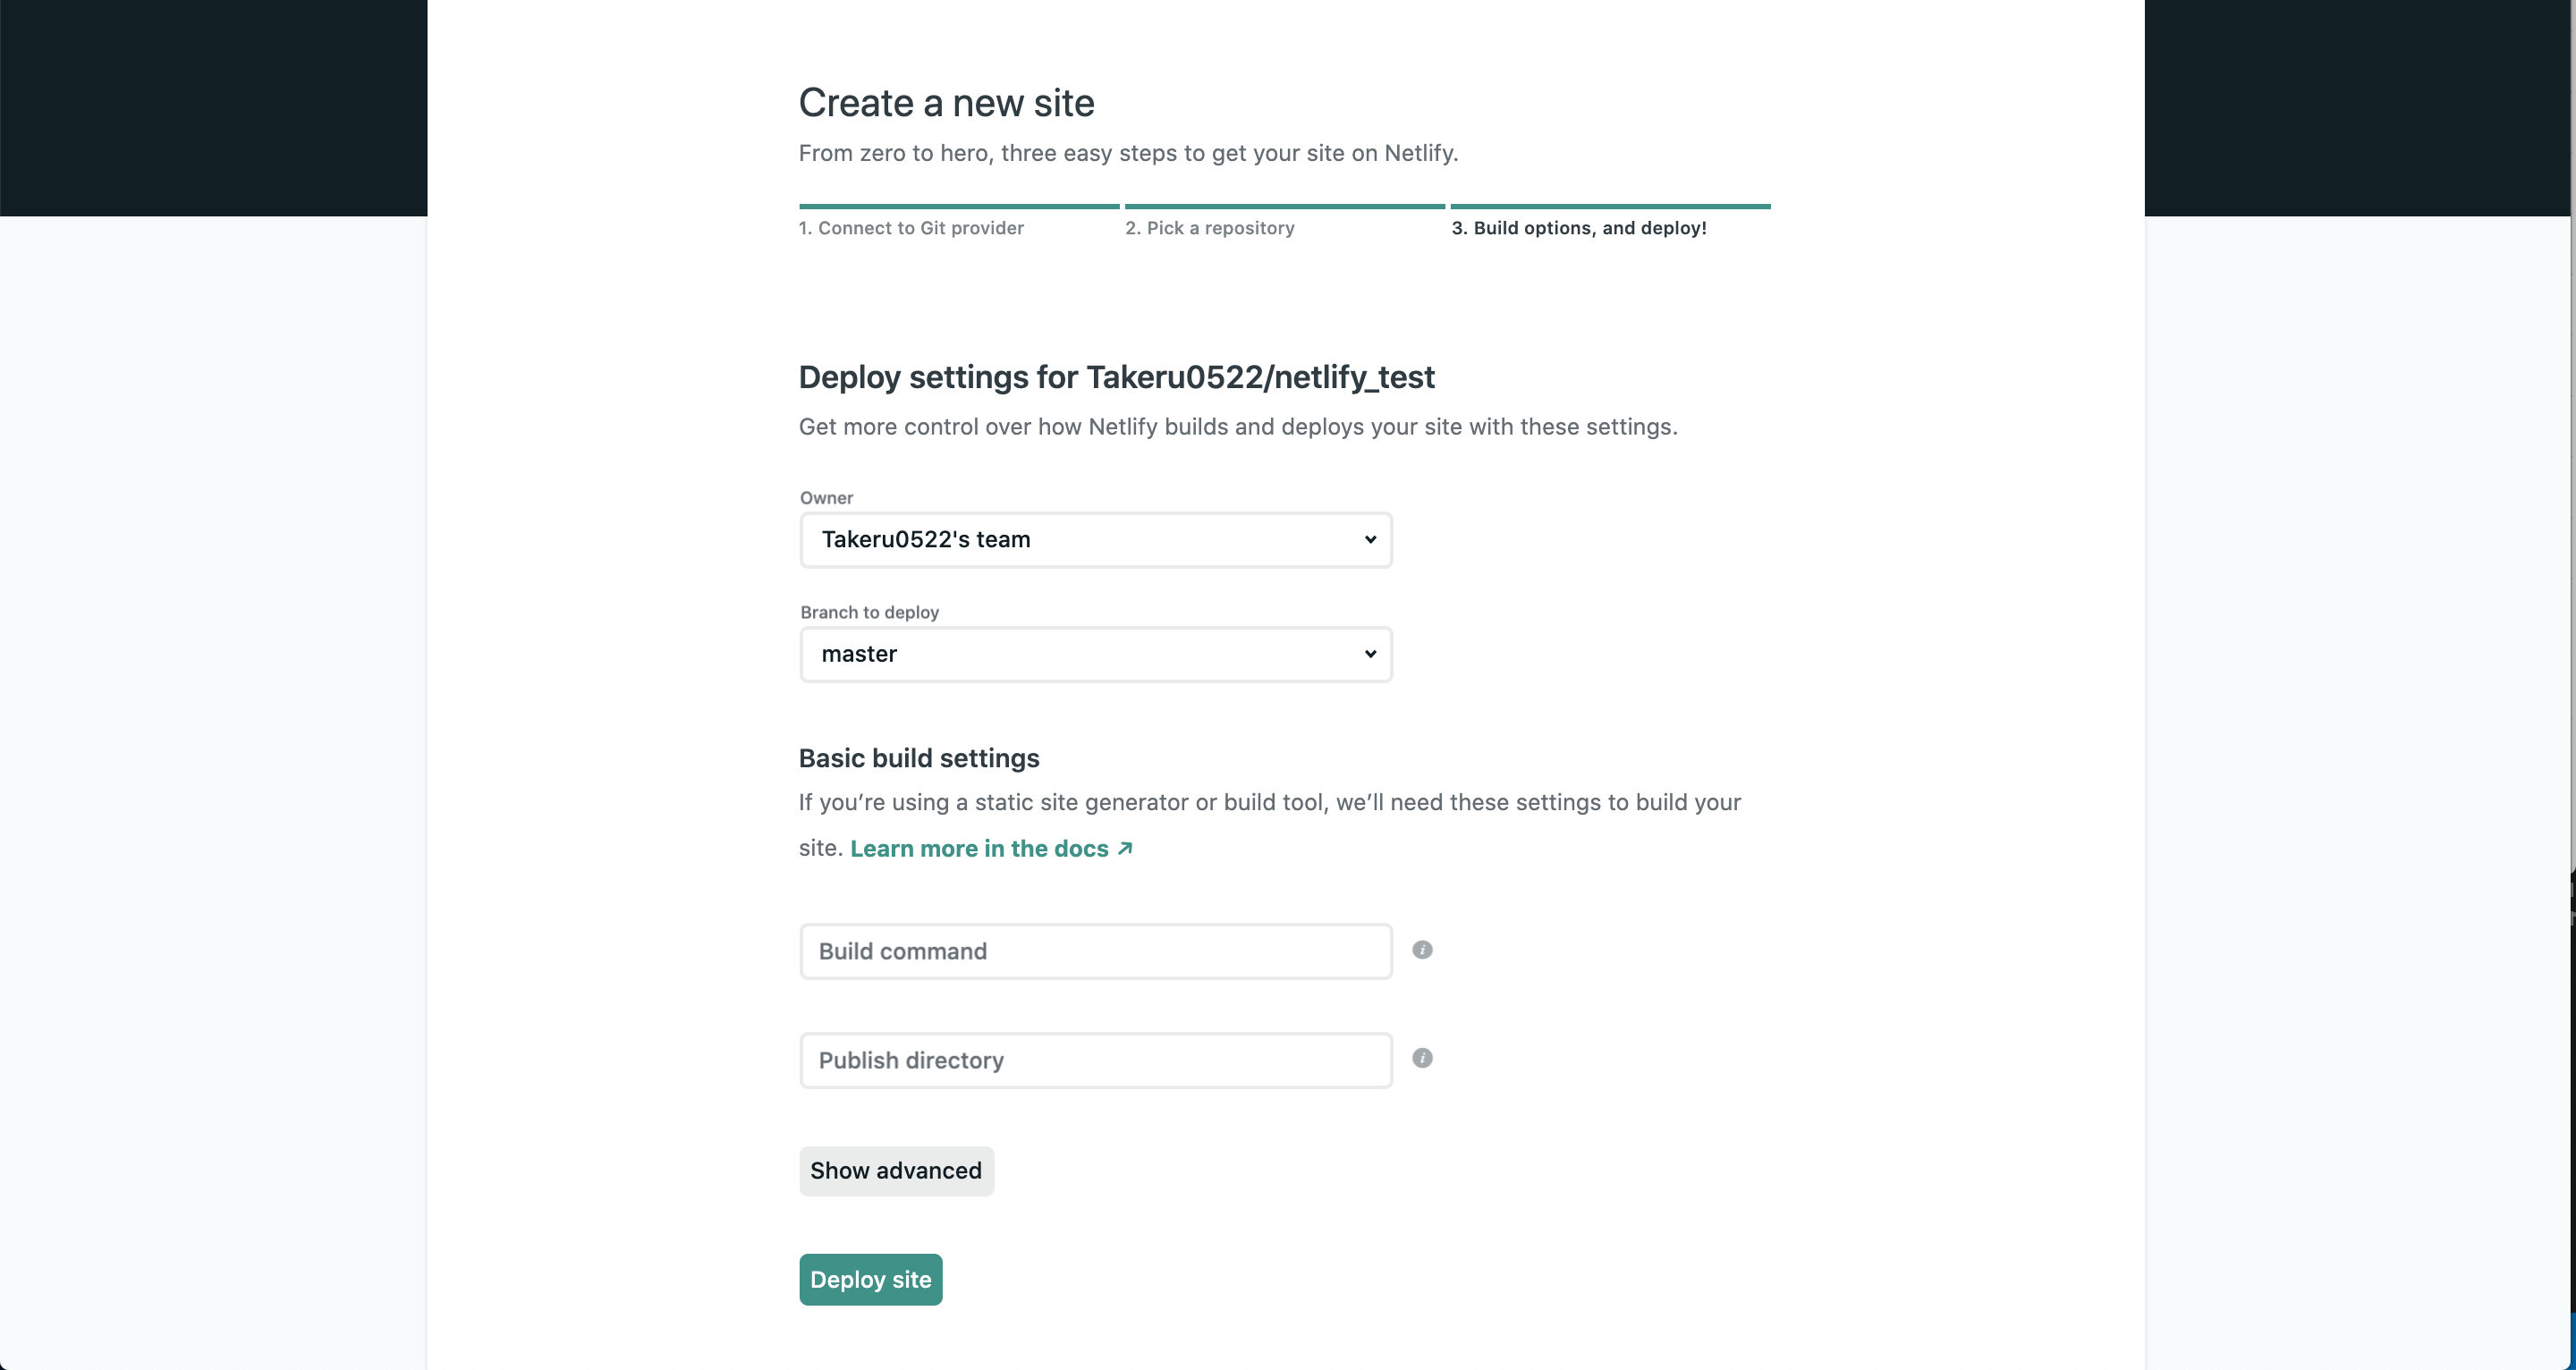 Create a new site
From zero to hero, three easy steps to get your site on Netlify.
1. Connect to Git provider
2. Pick a repository
3. Build options, and deploy!
Deploy settings for Takeru0522/netlify_test
Get more control over how Netlify builds and deploys your site with these settings.
Owner
Takeru0522's team
Branch to deploy
master
Basic build settings
If you’re using a static site generator or build tool, we’ll need these settings to build your
site. Learn more in the docs ↗
Build command
Publish directory
Show advanced
Deploy site